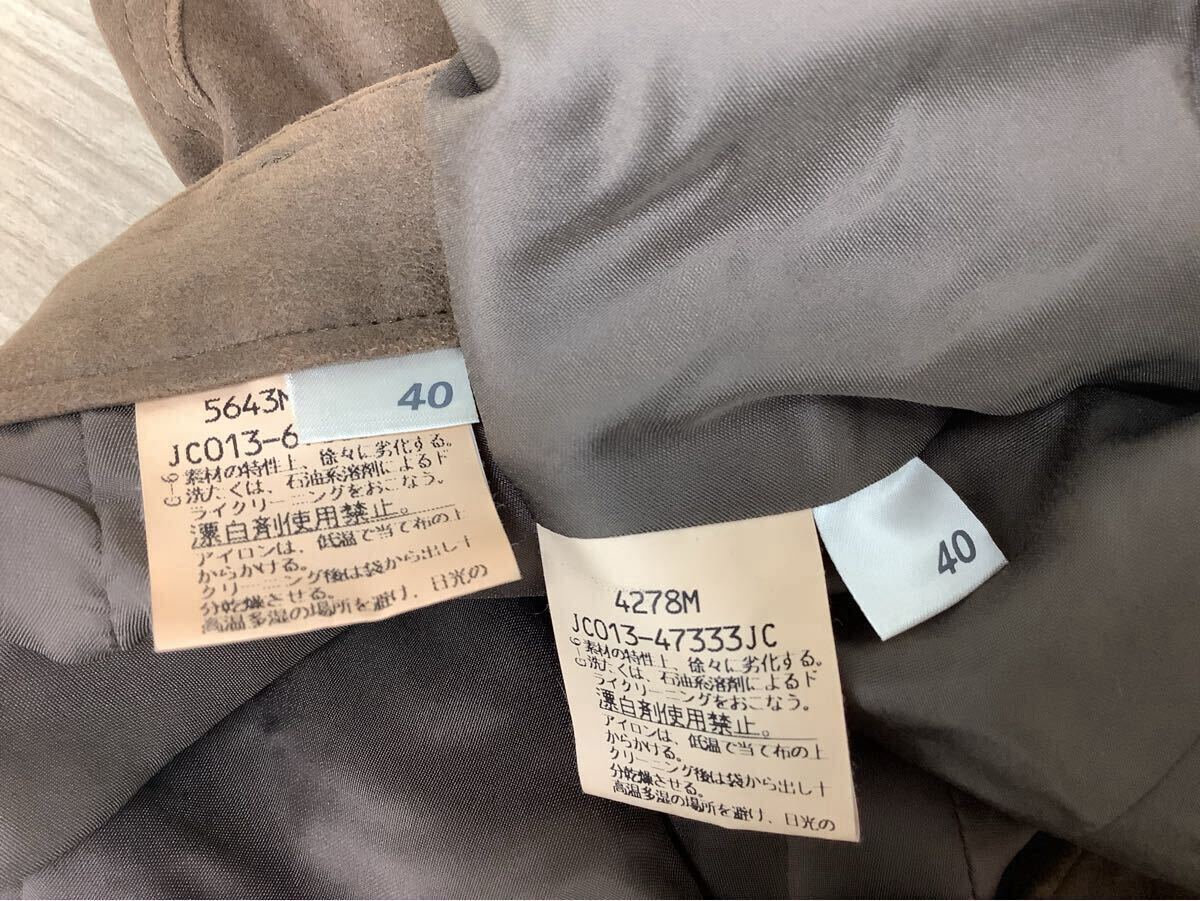 40
5643M
JC013-6
C-6 素材の特性上、徐々に劣化する。
洗たくは、石油系溶剤によるド
ライクリーニングをおこなう。
漂白剤使用禁止。
アイロンは、低温で当て布の上
からかける。
クリーニング後は袋から出し十
分乾燥させる。
高温多湿の場所を避け、日光の
40
4278M
JC013-47333JC
C-6 素材の特性上、徐々に劣化する。
洗たくは、石油系溶剤によるド
ライクリーニングをおこなう。
漂白剤使用禁止。
アイロンは、低温で当て布の上
からかける。
クリーニング後は袋から出し十
分乾燥させる。
高温多湿の場所を避け、日光の